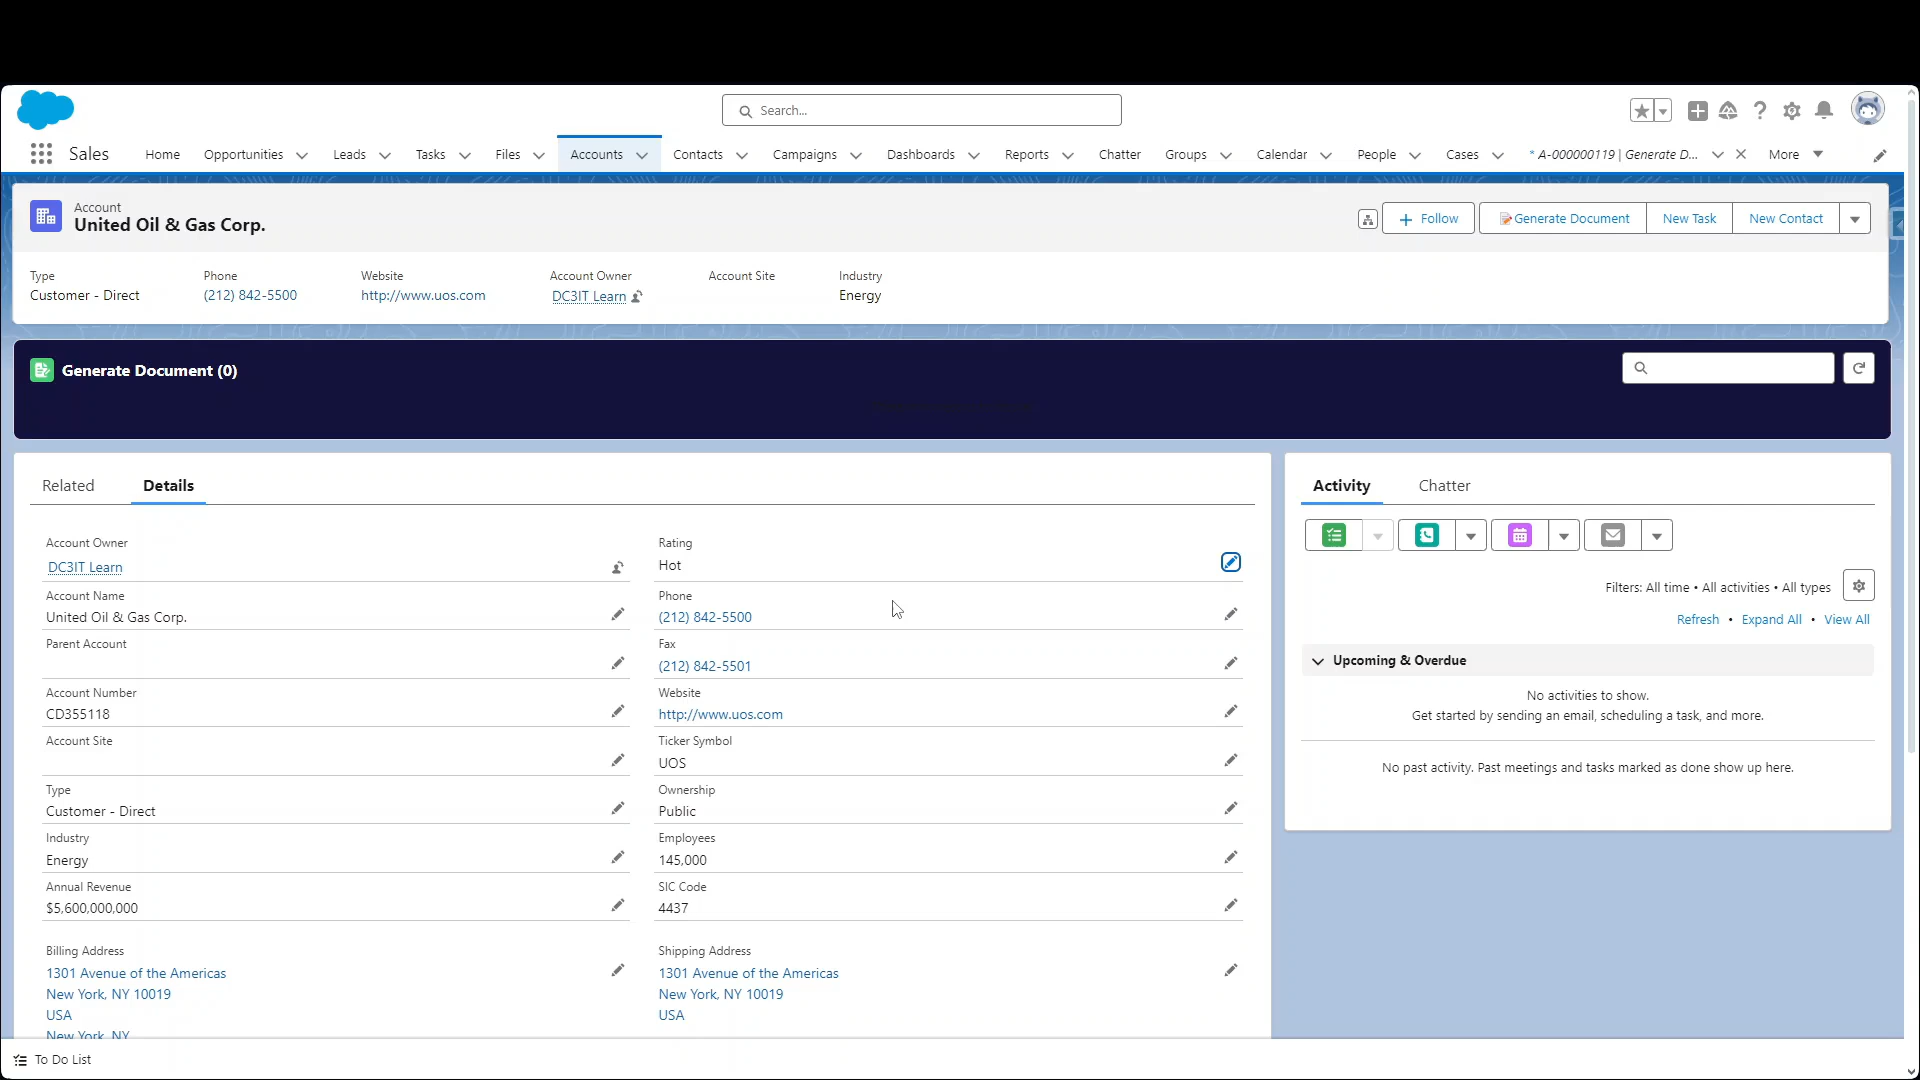 Search...
Sales
Home
Opportunities
Leads
Tasks
Files
Accounts
Contacts
Campaigns
Dashboards
Reports
Chatter
Groups
Calendar
People
Cases
* A-000000119 | Generate D...
More
Account
United Oil & Gas Corp.
Follow
Generate Document
New Task
New Contact
Type
Phone
Website
Account Owner
Account Site
Industry
Customer - Direct
(212) 842-5500
http://www.uos.com
DC3IT Learn
Energy
Generate Document (0)
Related
Details
Account Owner
DC3IT Learn
Rating
Hot
Account Name
United Oil & Gas Corp.
Phone
(212) 842-5500
Parent Account
Fax
(212) 842-5501
Account Number
CD355118
Website
http://www.uos.com
Account Site
Ticker Symbol
UOS
Type
Customer - Direct
Ownership
Public
Industry
Energy
Employees
145,000
Annual Revenue
$5,600,000,000
SIC Code
4437
Billing Address
1301 Avenue of the Americas
New York, NY 10019
USA
New York, NY
Shipping Address
1301 Avenue of the Americas
New York, NY 10019
USA
Activity
Chatter
Filters: All time • All activities • All types
Refresh • Expand All • View All
Upcoming & Overdue
No activities to show.
Get started by sending an email, scheduling a task, and more.
No past activity. Past meetings and tasks marked as done show up here.
To Do List